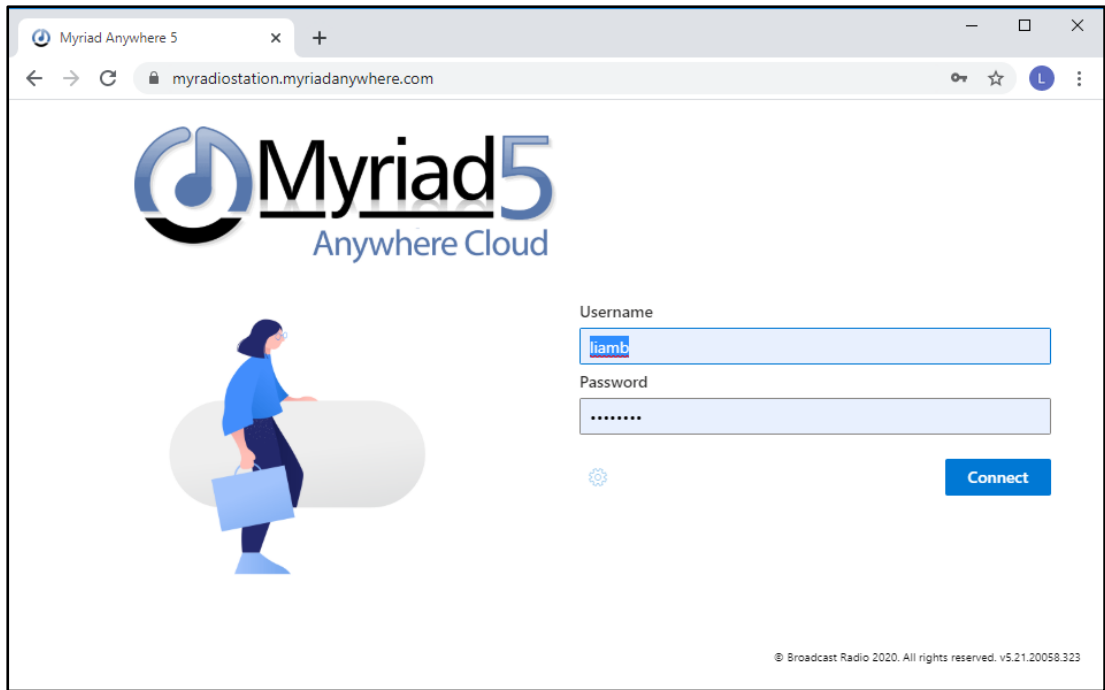 Myriad Anywhere 5
myradiostation.myriadanywhere.com
L
Myriad5
Anywhere Cloud
Username
liamb
Password
••••••••
Connect
© Broadcast Radio 2020. All rights reserved. v5.21.20058.323